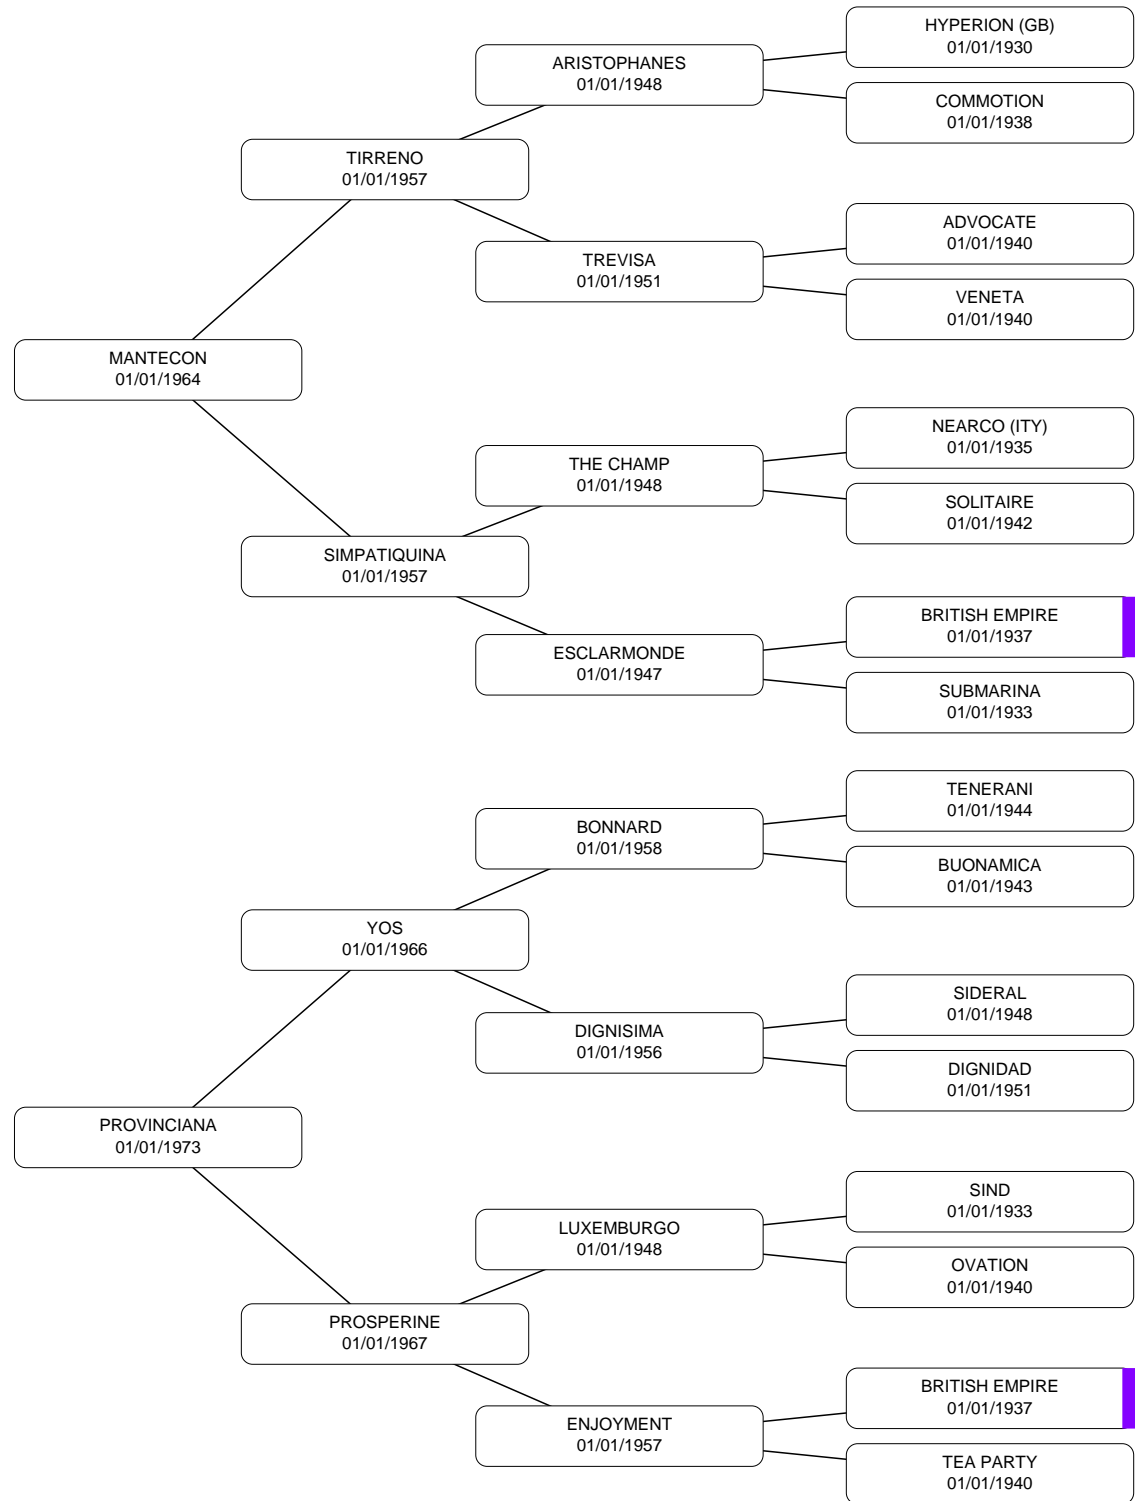 HYPERION (GB)
01/01/1930
ARISTOPHANES
01/01/1948
COMMOTION
01/01/1938
TIRRENO
01/01/1957
ADVOCATE
01/01/1940
TREVISA
01/01/1951
VENETA
01/01/1940
MANTECON
01/01/1964
NEARCO (ITY)
01/01/1935
THE CHAMP
01/01/1948
SOLITAIRE
01/01/1942
SIMPATIQUINA
01/01/1957
BRITISH EMPIRE
01/01/1937
ESCLARMONDE
01/01/1947
SUBMARINA
01/01/1933
TENERANI
01/01/1944
BONNARD
01/01/1958
BUONAMICA
01/01/1943
YOS
01/01/1966
SIDERAL
01/01/1948
DIGNISIMA
01/01/1956
DIGNIDAD
01/01/1951
PROVINCIANA
01/01/1973
SIND
01/01/1933
LUXEMBURGO
01/01/1948
OVATION
01/01/1940
PROSPERINE
01/01/1967
BRITISH EMPIRE
01/01/1937
ENJOYMENT
01/01/1957
TEA PARTY
01/01/1940